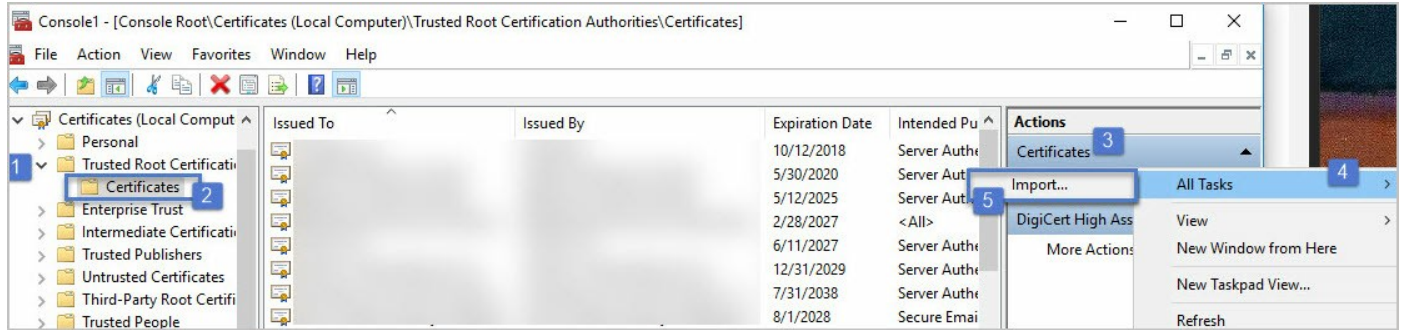 Console1 - [Console Root\Certificates (Local Computer)\Trusted Root Certification Authorities\Certificates]
File Action View Favorites Window Help
Certificates (Local Comput
Personal
1 Trusted Root Certificati
Certificates 2
Enterprise Trust
Intermediate Certificati
Trusted Publishers
Untrusted Certificates
Third-Party Root Certifi
Trusted People
Issued To Issued By Expiration Date Intended Pu
10/12/2018 Server Authe
5/30/2020 Server Aut
5/12/2025 Server Aut
2/28/2027 <All>
6/11/2027 Server Authe
12/31/2029 Server Authe
7/31/2038 Server Authe
8/1/2028 Secure Emai
Actions
Certificates 3
DigiCert High Ass
More Actions
5 Import...
All Tasks 4
View
New Window from Here
New Taskpad View...
Refresh